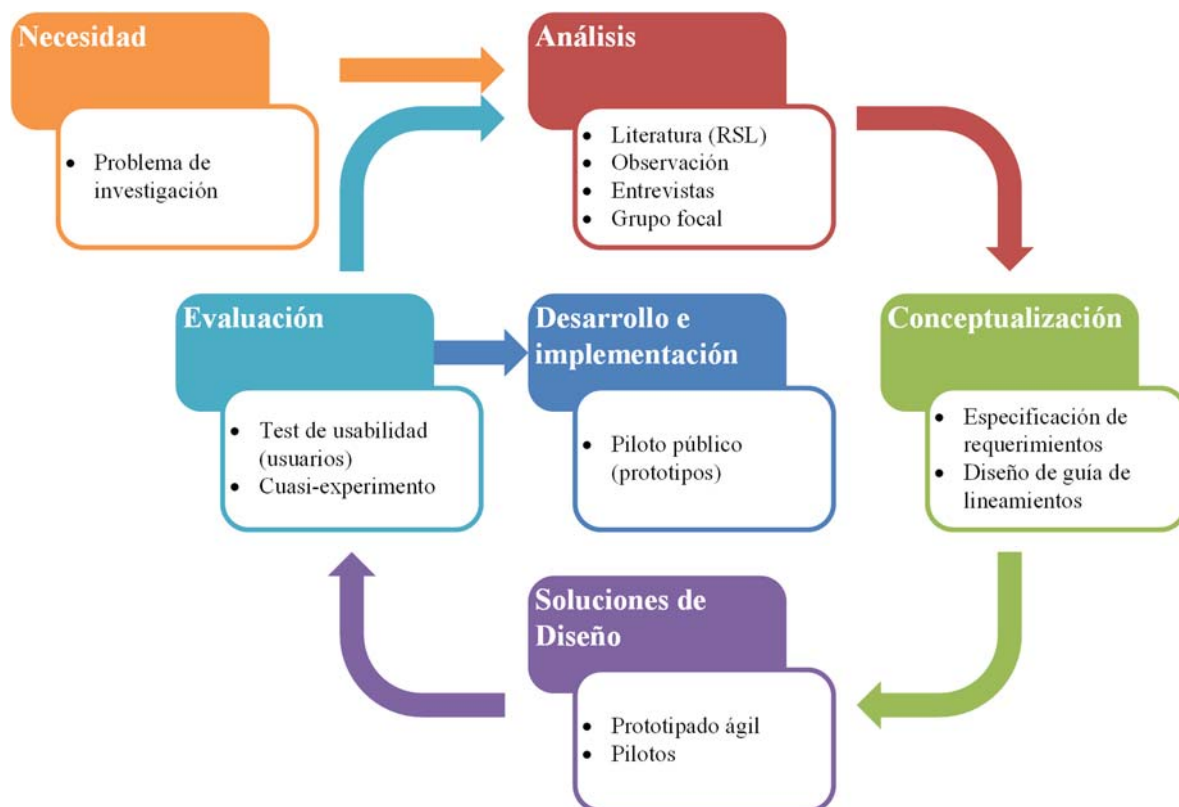 Necesidad
• Problema de
investigación
Análisis
• Literatura (RSL)
• Observación
• Entrevistas
• Grupo focal
Conceptualización
• Especificación de
requerimientos
• Diseño de guía de
lineamientos
Soluciones de
Diseño
• Prototipado ágil
• Pilotos
Evaluación
• Test de usabilidad
(usuarios)
• Cuasi-experimento
Desarrollo e
implementación
• Piloto público
(prototipos)